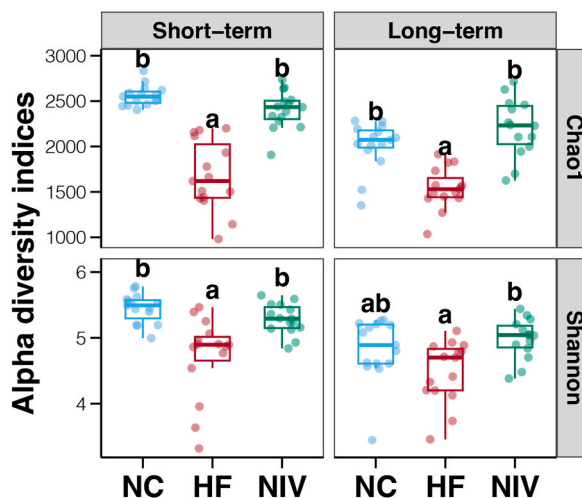 Short–term
Long–term
Alpha diversity indices
3000
2500
2000
1500
1000
b
a
b
b
a
b
Chao1
6
5
4
b
a
b
ab
a
b
Shannon
NC
HF
NIV
NC
HF
NIV